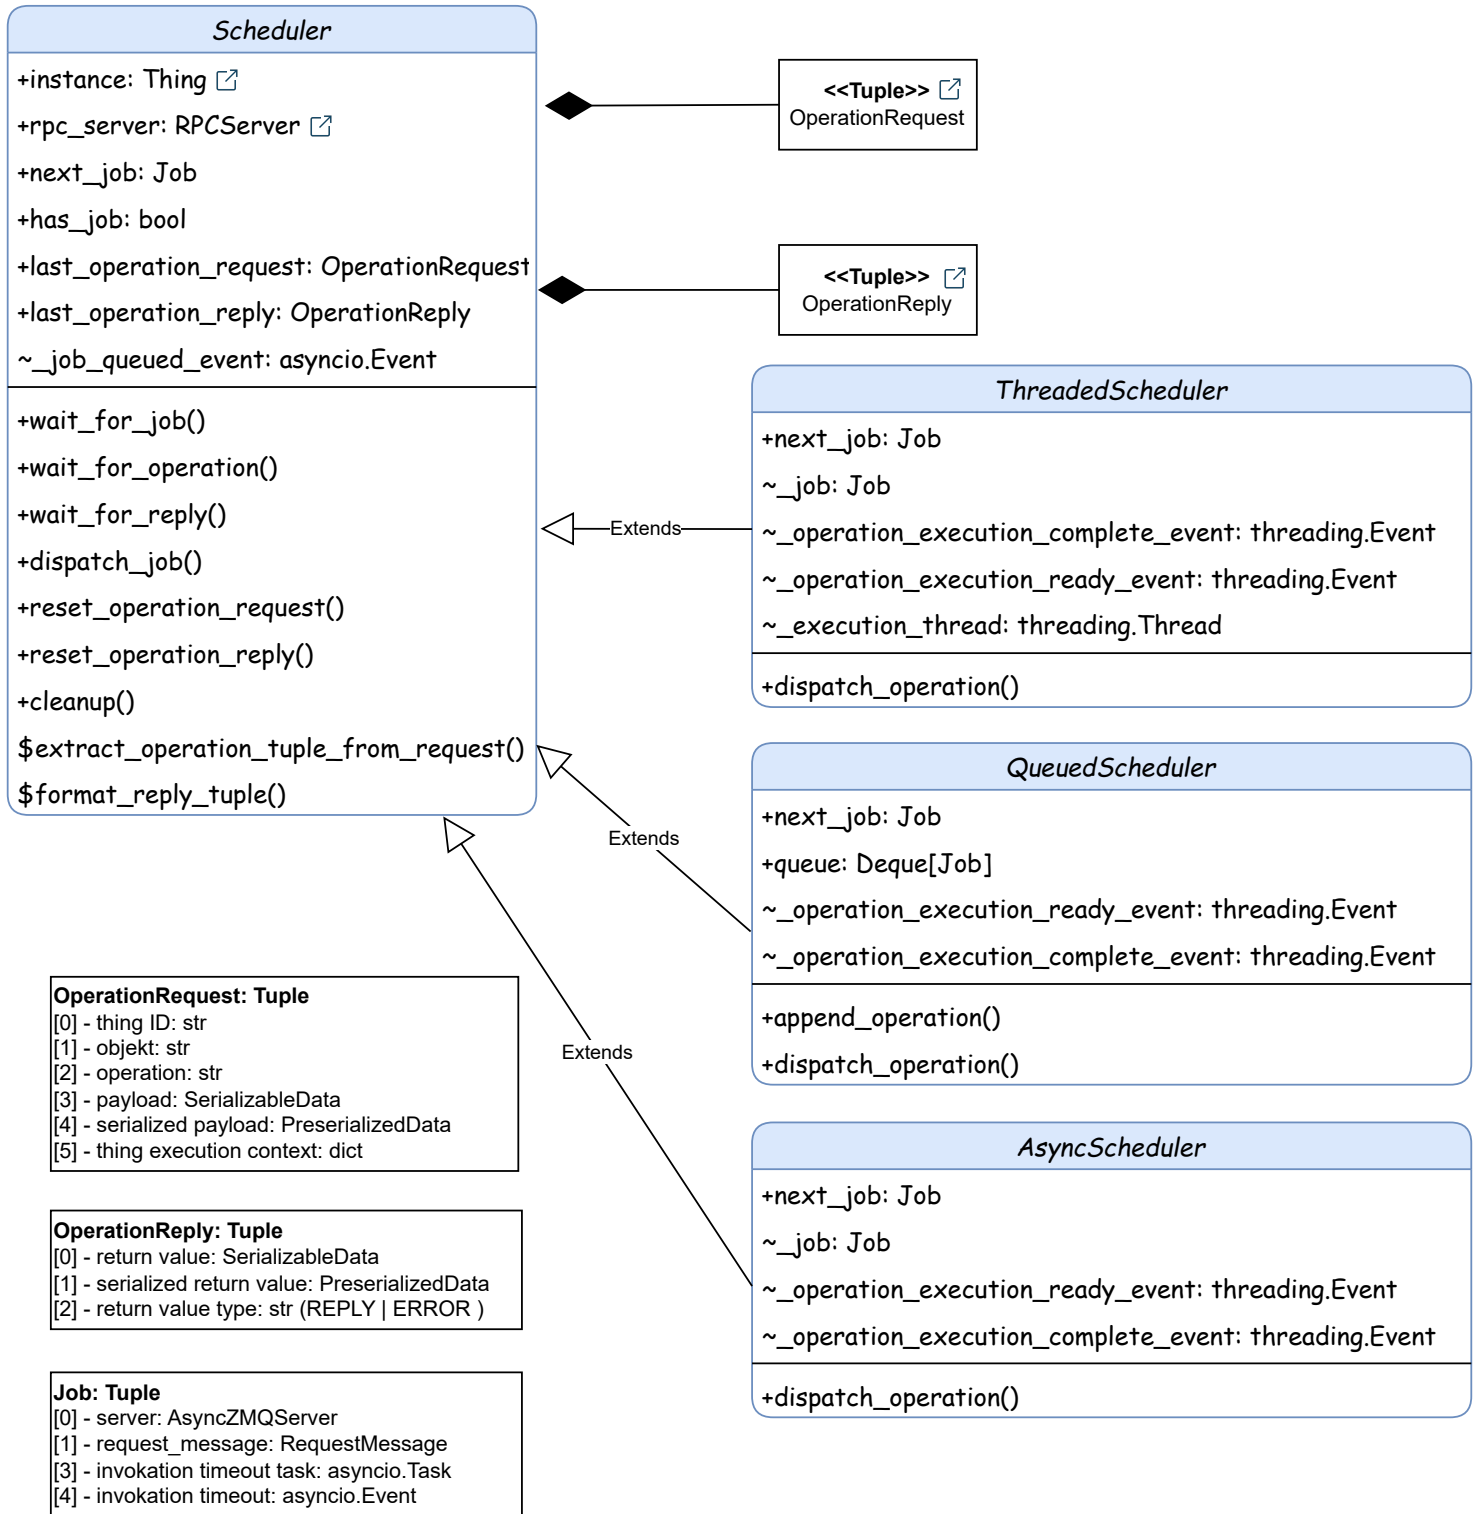 Scheduler
+instance: Thing
+rpc_server: RPCServer
+next_job: Job
+has_job: bool
+last_operation_request: OperationRequest
+last_operation_reply: OperationReply
~_job_queued_event: asyncio.Event
+wait_for_job()
+wait_for_operation()
+wait_for_reply()
+dispatch_job()
+reset_operation_request()
+reset_operation_reply()
+cleanup()
$extract_operation_tuple_from_request()
$format_reply_tuple()
<<Tuple>>
OperationRequest
<<Tuple>>
OperationReply
Extends
ThreadedScheduler
+next_job: Job
~_job: Job
~_operation_execution_complete_event: threading.Event
~_operation_execution_ready_event: threading.Event
~_execution_thread: threading.Thread
+dispatch_operation()
Extends
QueuedScheduler
+next_job: Job
+queue: Deque[Job]
~_operation_execution_ready_event: threading.Event
~_operation_execution_complete_event: threading.Event
+append_operation()
+dispatch_operation()
Extends
AsyncScheduler
+next_job: Job
~_job: Job
~_operation_execution_ready_event: threading.Event
~_operation_execution_complete_event: threading.Event
+dispatch_operation()
OperationRequest: Tuple
[0] - thing ID: str
[1] - objekt: str
[2] - operation: str
[3] - payload: SerializableData
[4] - serialized payload: PreserializedData
[5] - thing execution context: dict
OperationReply: Tuple
[0] - return value: SerializableData
[1] - serialized return value: PreserializedData
[2] - return value type: str (REPLY | ERROR )
Job: Tuple
[0] - server: AsyncZMQServer
[1] - request_message: RequestMessage
[3] - invokation timeout task: asyncio.Task
[4] - invokation timeout: asyncio.Event